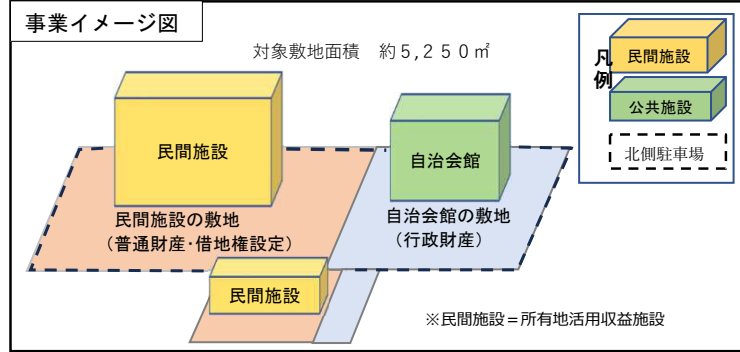 事業イメージ図
対象敷地面積　約5,２５０㎡
凡例
民間施設
公共施設
北側駐車場
民間施設
自治会館
民間施設の敷地
（普通財産･借地権設定）
自治会館の敷地
（行政財産）
民間施設
※民間施設＝所有地活用収益施設